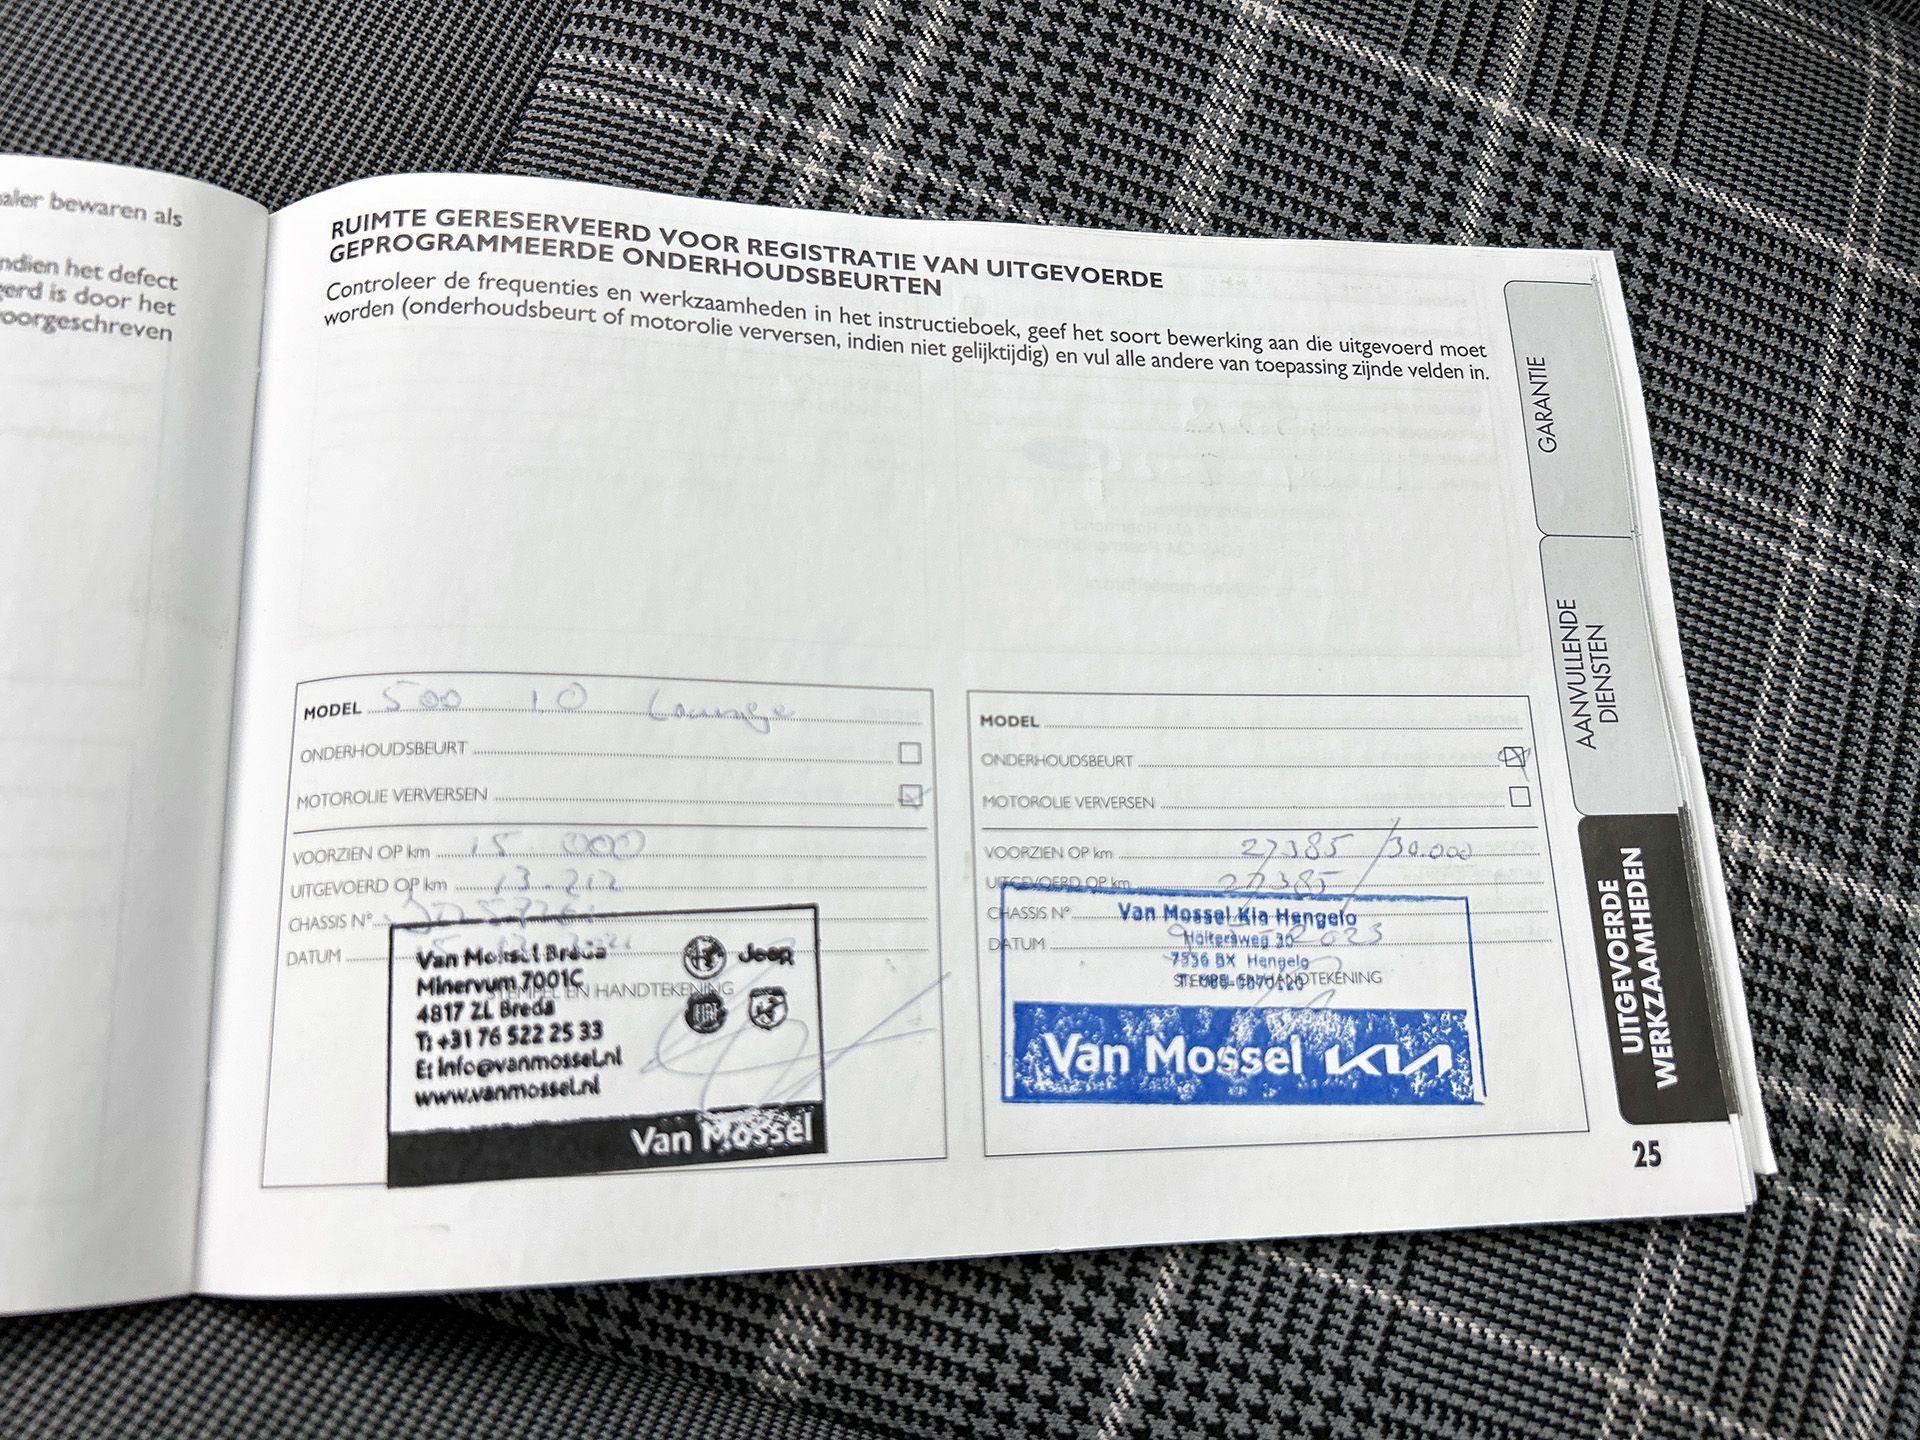 aler bewaren als
ndien het defect
gerd is door het
oorgeschreven
RUIMTE GERESERVEERD VOOR REGISTRATIE VAN UITGEVOERDE
GEPROGRAMMEERDE ONDERHOUDSBEURTEN
Controleer de frequenties en werkzaamheden in het instructieboek, geef het soort bewerking aan die uitgevoerd moet
worden (onderhoudsbeurt of motorolie verversen, indien niet gelijktijdig) en vul alle andere van toepassing zijnde velden in.
MODEL 500 1.0 Lounge
ONDERHOUDSBEURT
MOTOROLIE VERVERSEN
VOORZIEN OP km 15 000
UITGEVOERD OP km 13.212
CHASSIS N°
DATUM
STEMPEL EN HANDTEKENING
Van Mossel Breda
Minervum 7001C
4817 ZL Breda
T: +31 76 522 25 33
E: info@vanmossel.nl
www.vanmossel.nl
Jeep
FIAT
Van Mossel
MODEL
ONDERHOUDSBEURT
MOTOROLIE VERVERSEN
VOORZIEN OP km 27385 /30.000
UITGEVOERD OP km 27385
CHASSIS N°
DATUM 2023
STEMPEL EN HANDTEKENING
Van Mossel Kia Hengelo
Höltersweg 30
7556 BX Hengelo
Van Mossel KIA
GARANTIE
AANVULLENDE
DIENSTEN
UITGEVOERDE
WERKZAAMHEDEN
25